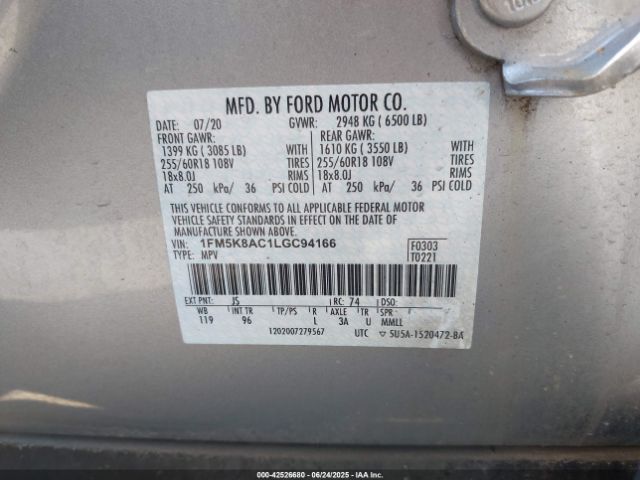 MFD. BY FORD MOTOR CO.
DATE: 07/20 GVWR: 2948 KG ( 6500 LB)
FRONT GAWR: REAR GAWR:
1399 KG ( 3085 LB) WITH 1610 KG ( 3550 LB) WITH
255/60R18 108V TIRES 255/60R18 108V TIRES
18x8.0J RIMS 18x8.0J RIMS
AT 250 kPa/ 36 PSI COLD AT 250 kPa/ 36 PSI COLD
THIS VEHICLE CONFORMS TO ALL APPLICABLE FEDERAL MOTOR
VEHICLE SAFETY STANDARDS IN EFFECT ON THE DATE OF
MANUFACTURE SHOWN ABOVE.
VIN: 1FM5K8AC1LGC94166 F0303
TYPE: MPV T0221
EXT PNT: JS RC: 74 DSO:
WB INT TR TP/PS R AXLE TR SPR
119 96 L 3A U MMLL
1202007279567 UTC ▽ 5U5A-1520472-BA
000-42526680 - 06/24/2025 - IAAI, Inc.